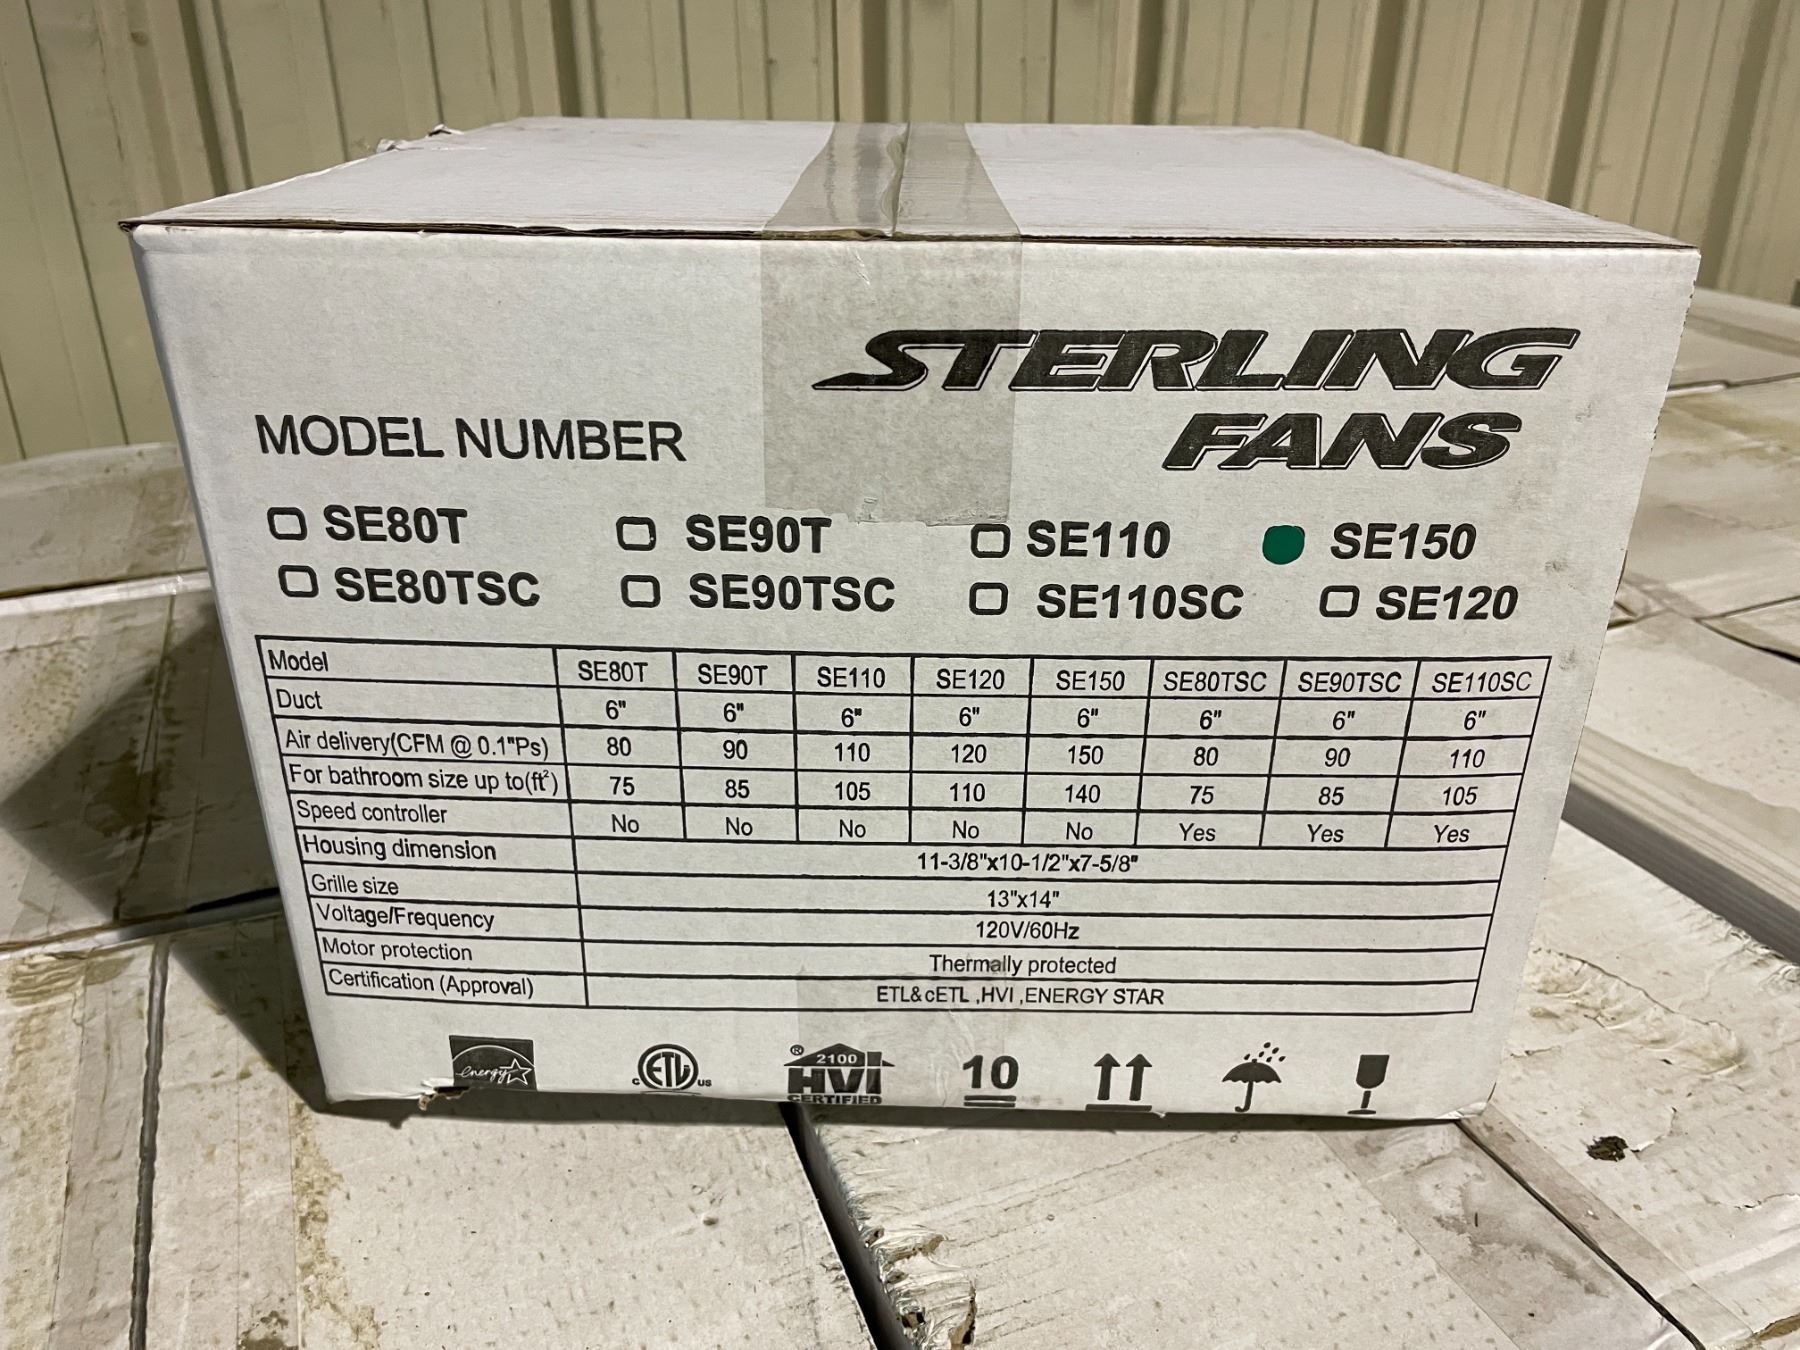 STERLING
FANS
MODEL NUMBER
SE80T SE90T SE110 SE150
SE80TSC SE90TSC SE110SC SE120
Model SE80T SE90T SE110 SE120 SE150 SE80TSC SE90TSC SE110SC
Duct 6" 6" 6" 6" 6" 6" 6" 6"
Air delivery(CFM @ 0.1"Ps) 80 90 110 120 150 80 90 110
For bathroom size up to(ft²) 75 85 105 110 140 75 85 105
Speed controller No No No No No Yes Yes Yes
Housing dimension 11-3/8"x10-1/2"x7-5/8"
Grille size 13"x14"
Voltage/Frequency 120V/60Hz
Motor protection Thermally protected
Certification (Approval) ETL&cETL ,HVI ,ENERGY STAR
energy
c ETL us
® 2100
HVI
CERTIFIED
10